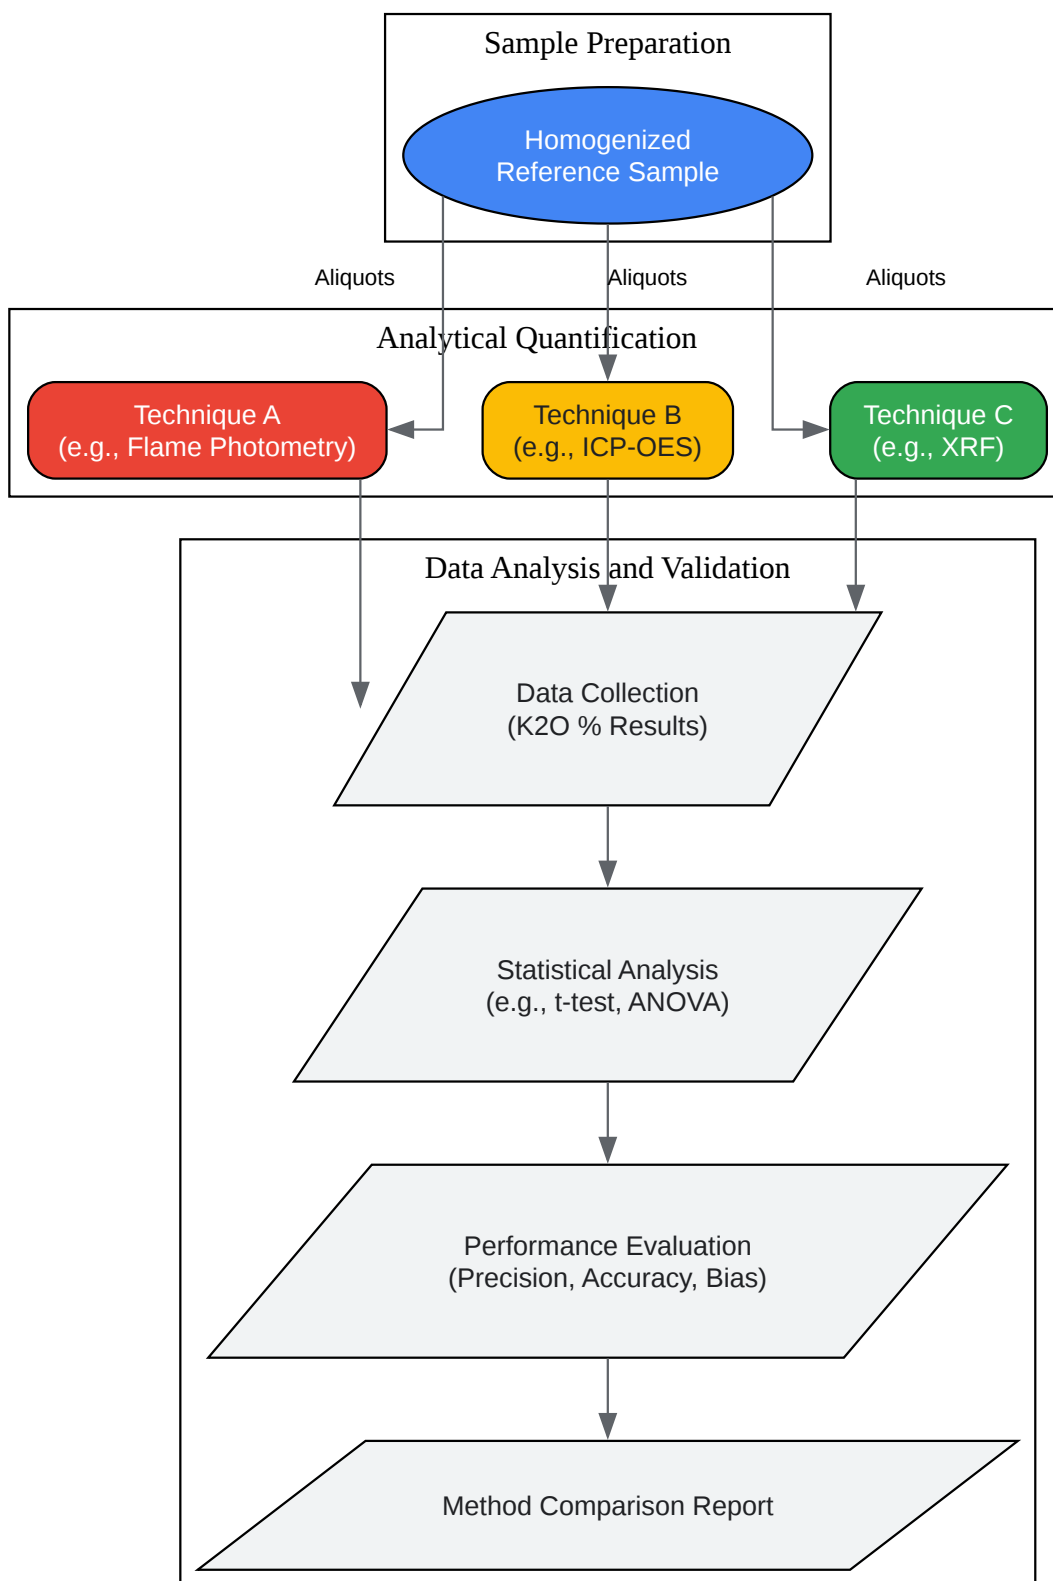 Sample Preparation
Homogenized
Reference Sample
Aliquots
Aliquots
Aliquots
Analytical Quantification
Technique A
(e.g., Flame Photometry)
Technique B
(e.g., ICP-OES)
Technique C
(e.g., XRF)
Data Analysis and Validation
Data Collection
(K2O % Results)
Statistical Analysis
(e.g., t-test, ANOVA)
Performance Evaluation
(Precision, Accuracy, Bias)
Method Comparison Report